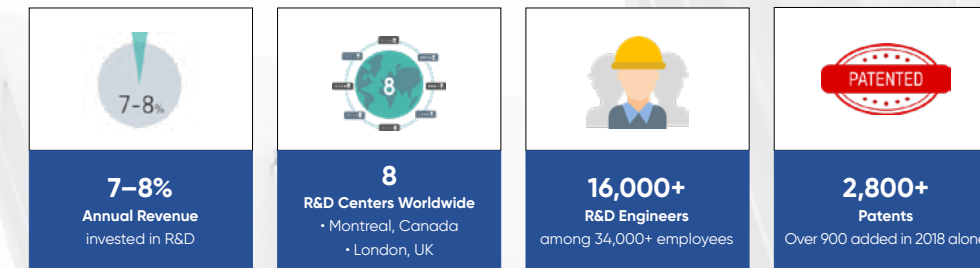 7-8%
8
PATENTED
7–8%
Annual Revenue
invested in R&D
8
R&D Centers Worldwide
• Montreal, Canada
• London, UK
16,000+
R&D Engineers
among 34,000+ employees
2,800+
Patents
Over 900 added in 2018 alone